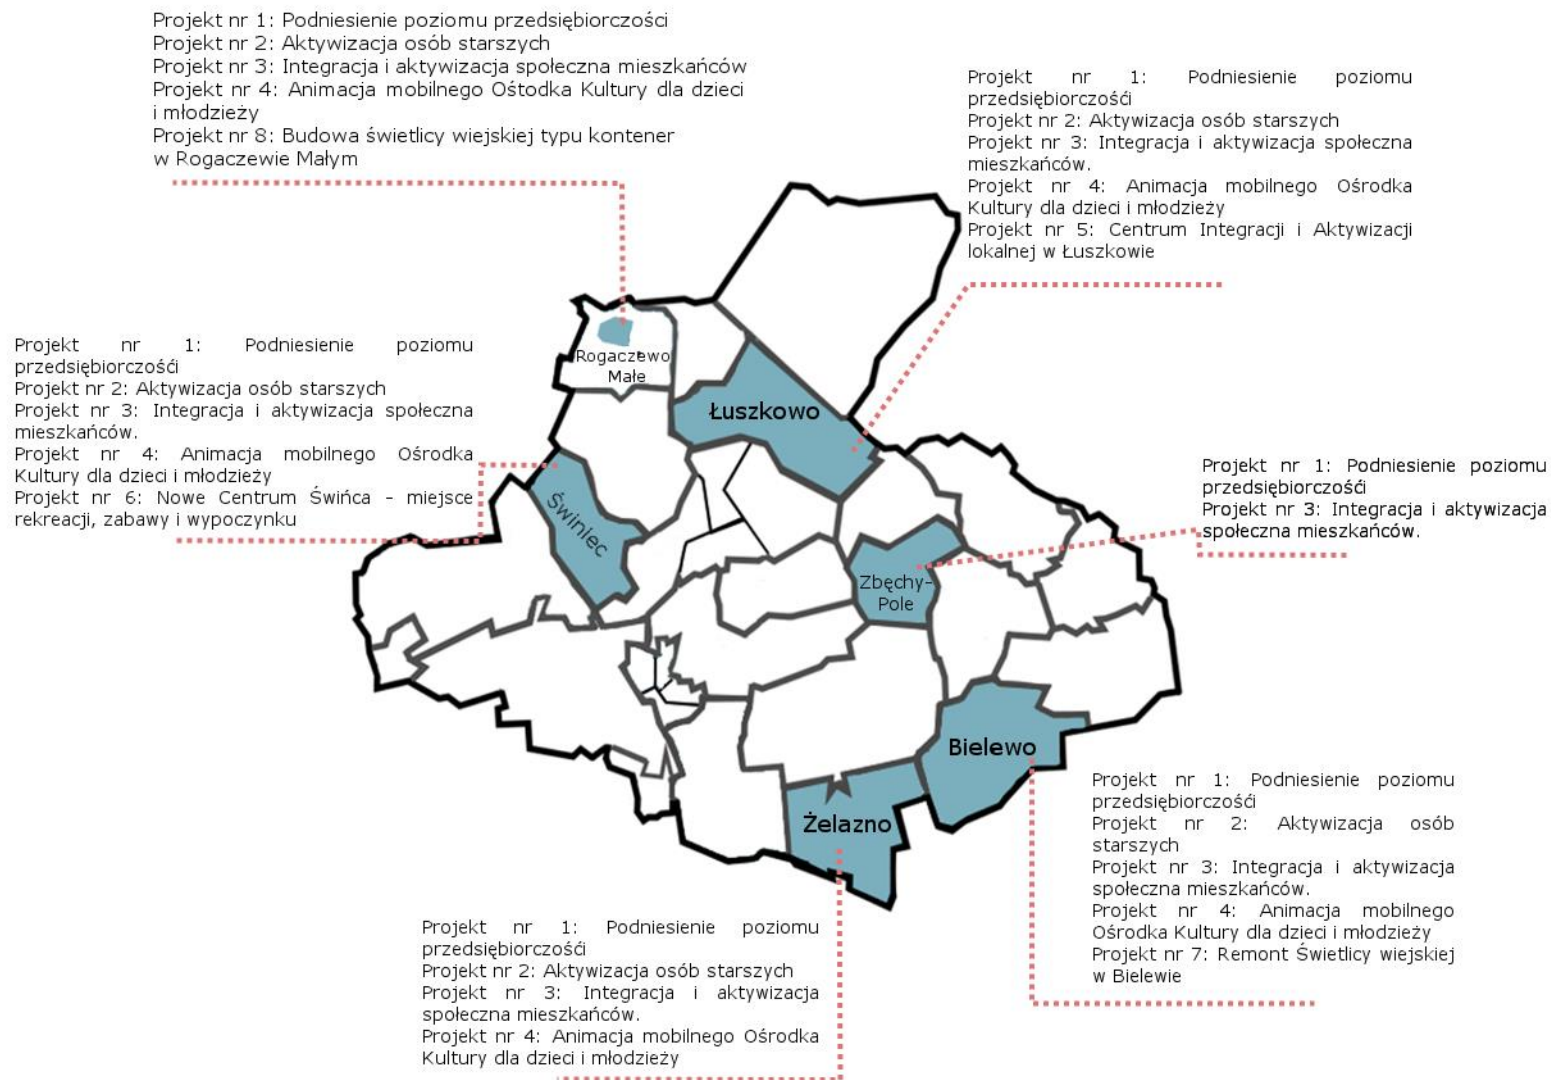 Projekt nr 1: Podniesienie poziomu przedsiębiorczości
Projekt nr 2: Aktywizacja osób starszych
Projekt nr 3: Integracja i aktywizacja społeczna mieszkańców
Projekt nr 4: Animacja mobilnego Ośtodka Kultury dla dzieci
i młodzieży
Projekt nr 8: Budowa świetlicy wiejskiej typu kontener
w Rogaczewie Małym
Projekt nr 1: Podniesienie poziomu
przedsiębiorczośći
Projekt nr 2: Aktywizacja osób starszych
Projekt nr 3: Integracja i aktywizacja społeczna
mieszkańców.
Projekt nr 4: Animacja mobilnego Ośrodka
Kultury dla dzieci i młodzieży
Projekt nr 5: Centrum Integracji i Aktywizacji
lokalnej w Łuszkowie
Projekt nr 1: Podniesienie poziomu
przedsiębiorczośći
Projekt nr 2: Aktywizacja osób starszych
Projekt nr 3: Integracja i aktywizacja społeczna
mieszkańców.
Projekt nr 4: Animacja mobilnego Ośrodka
Kultury dla dzieci i młodzieży
Projekt nr 6: Nowe Centrum Świńca - miejsce
rekreacji, zabawy i wypoczynku
Rogaczewo
Małe
Łuszkowo
Świniec
Zbęchy-
Pole
Projekt nr 1: Podniesienie poziomu
przedsiębiorczośći
Projekt nr 3: Integracja i aktywizacja
społeczna mieszkańców.
Bielewo
Żelazno
Projekt nr 1: Podniesienie poziomu
przedsiębiorczośći
Projekt nr 2: Aktywizacja osób
starszych
Projekt nr 3: Integracja i aktywizacja
społeczna mieszkańców.
Projekt nr 4: Animacja mobilnego
Ośrodka Kultury dla dzieci i młodzieży
Projekt nr 7: Remont Świetlicy wiejskiej
w Bielewie
Projekt nr 1: Podniesienie poziomu
przedsiębiorczośći
Projekt nr 2: Aktywizacja osób starszych
Projekt nr 3: Integracja i aktywizacja
społeczna mieszkańców.
Projekt nr 4: Animacja mobilnego Ośrodka
Kultury dla dzieci i młodzieży